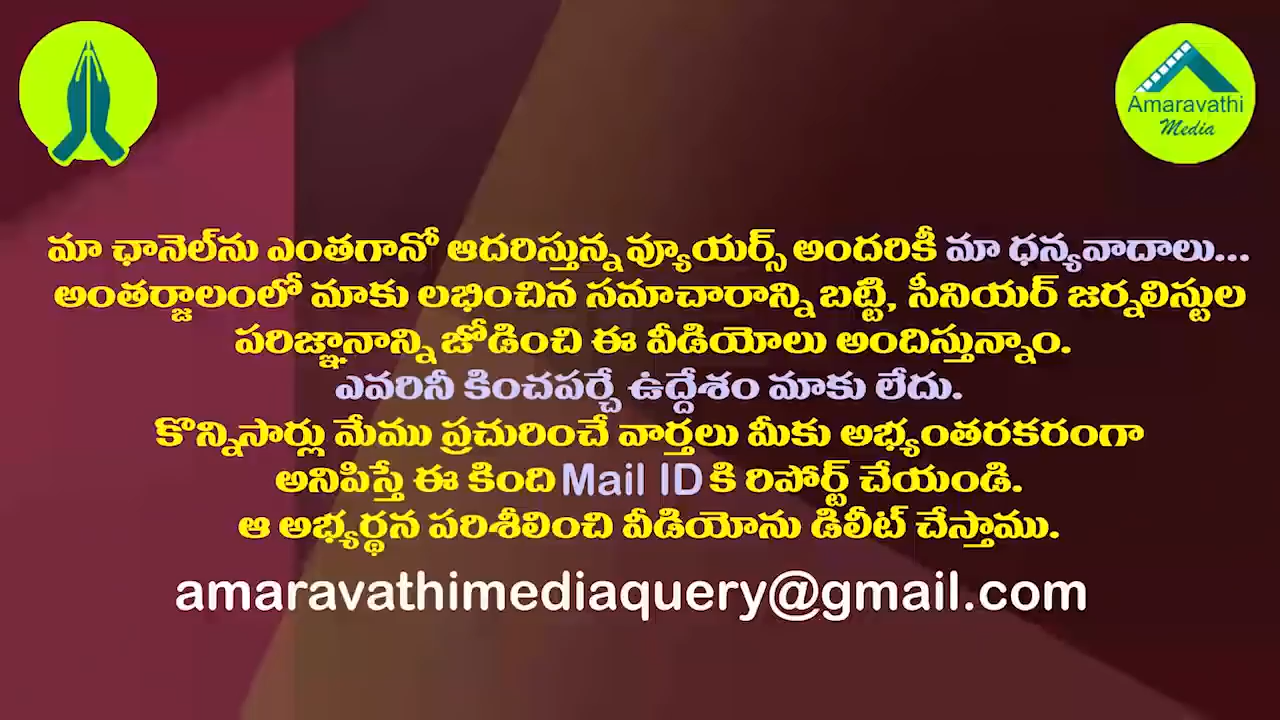 Amaravathi
Media
మా ఛానెల్‌ను ఎంతగానో ఆదరిస్తున్న వ్యూయర్స్ అందరికీ మా ధన్యవాదాలు...
అంతర్జాలంలో మాకు లభించిన సమాచారాన్ని బట్టి, సీనియర్ జర్నలిస్టుల
పరిజ్ఞానాన్ని జోడించి ఈ వీడియోలు అందిస్తున్నాం.
ఎవరినీ కించపర్చే ఉద్దేశం మాకు లేదు.
కొన్నిసార్లు మేము ప్రచురించే వార్తలు మీకు అభ్యంతరకరంగా
అనిపిస్తే ఈ కింది Mail ID కి రిపోర్ట్ చేయండి.
ఆ అభ్యర్థన పరిశీలించి వీడియోను డిలీట్ చేస్తాము.
amaravathimediaquery@gmail.com